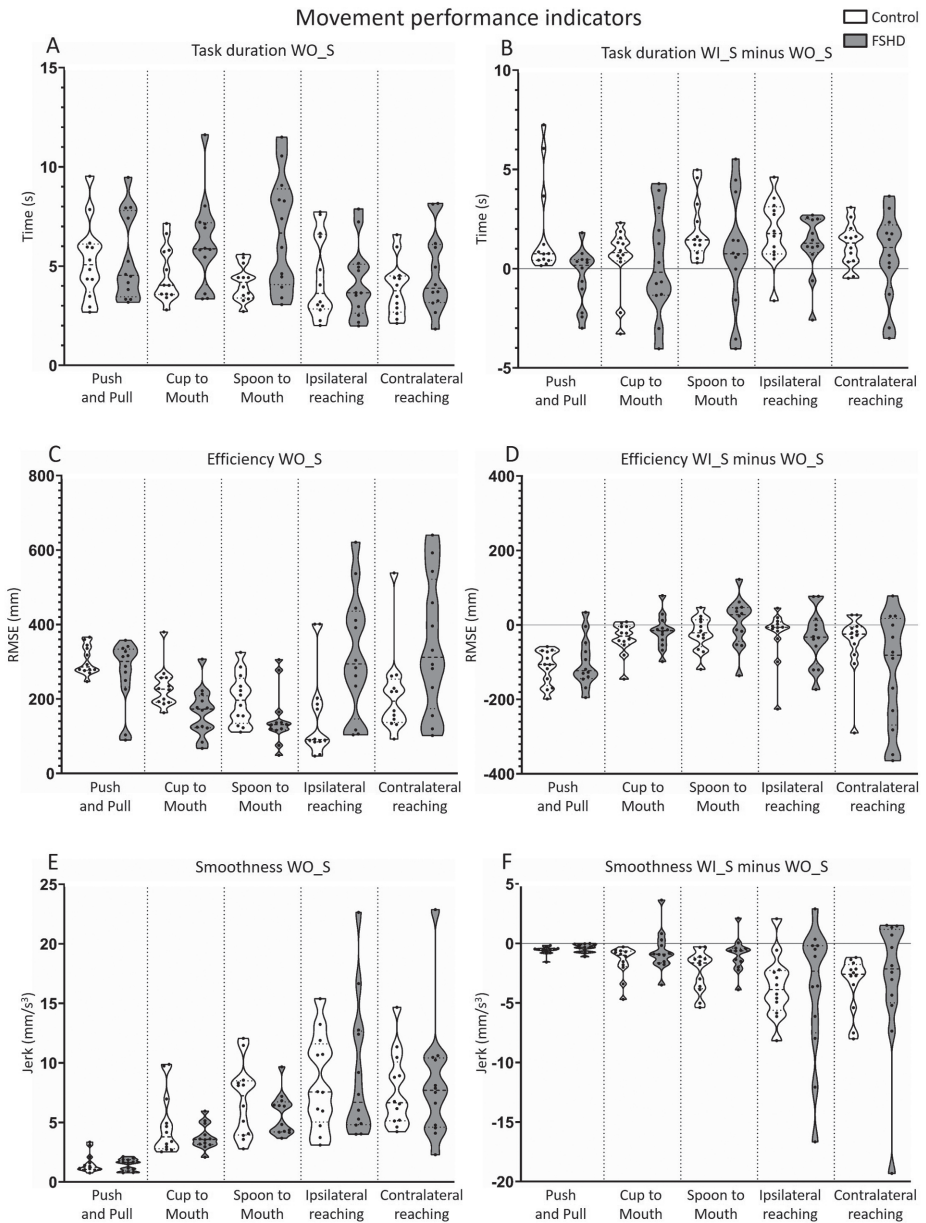 Movement performance indicators
Control
FSHD
A
Task duration WO_S
15
10
5
0
Time (s)
Push and Pull
Cup to Mouth
Spoon to Mouth
Ipsilateral reaching
Contralateral reaching
B
Task duration WI_S minus WO_S
10
5
0
-5
Time (s)
Push and Pull
Cup to Mouth
Spoon to Mouth
Ipsilateral reaching
Contralateral reaching
C
Efficiency WO_S
800
600
400
200
0
RMSE (mm)
Push and Pull
Cup to Mouth
Spoon to Mouth
Ipsilateral reaching
Contralateral reaching
D
Efficiency WI_S minus WO_S
400
200
0
-200
-400
RMSE (mm)
Push and Pull
Cup to Mouth
Spoon to Mouth
Ipsilateral reaching
Contralateral reaching
E
Smoothness WO_S
25
20
15
10
5
0
Jerk (mm/s³)
Push and Pull
Cup to Mouth
Spoon to Mouth
Ipsilateral reaching
Contralateral reaching
F
Smoothness WI_S minus WO_S
5
0
-5
-10
-15
-20
Jerk (mm/s³)
Push and Pull
Cup to Mouth
Spoon to Mouth
Ipsilateral reaching
Contralateral reaching